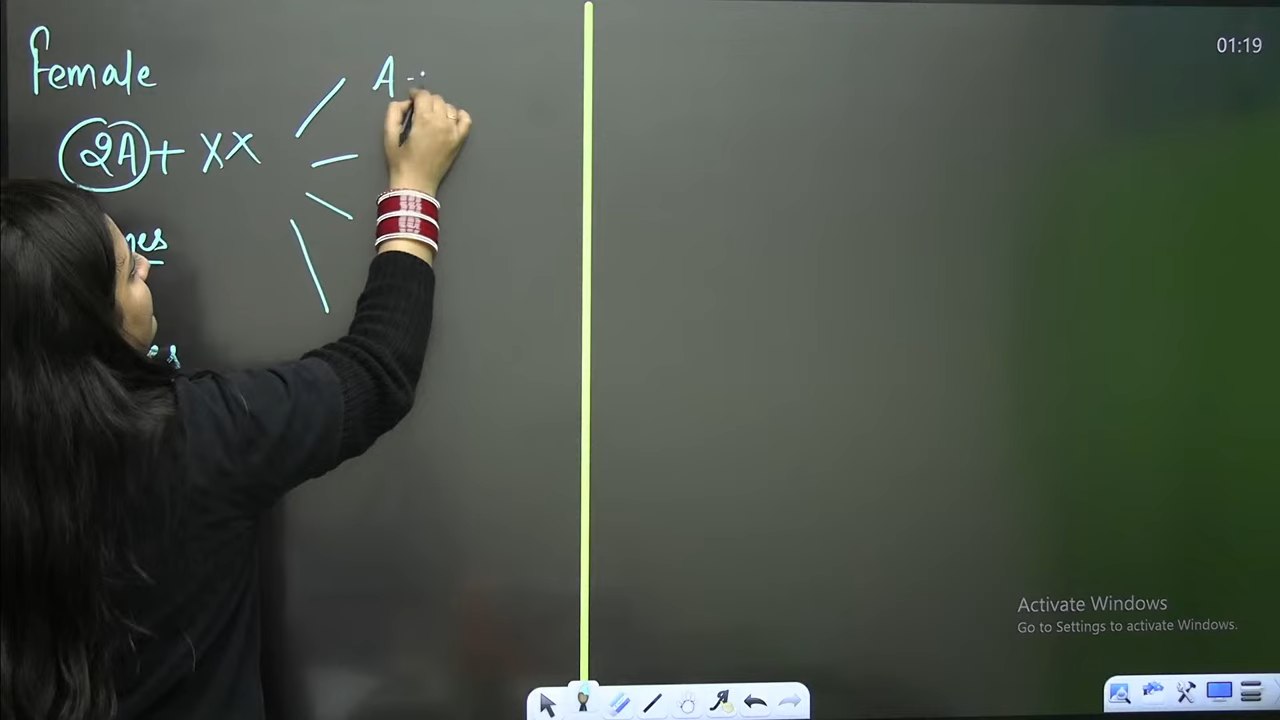 Female
01:19
2A + XX
A
Activate Windows
Go to Settings to activate Windows.